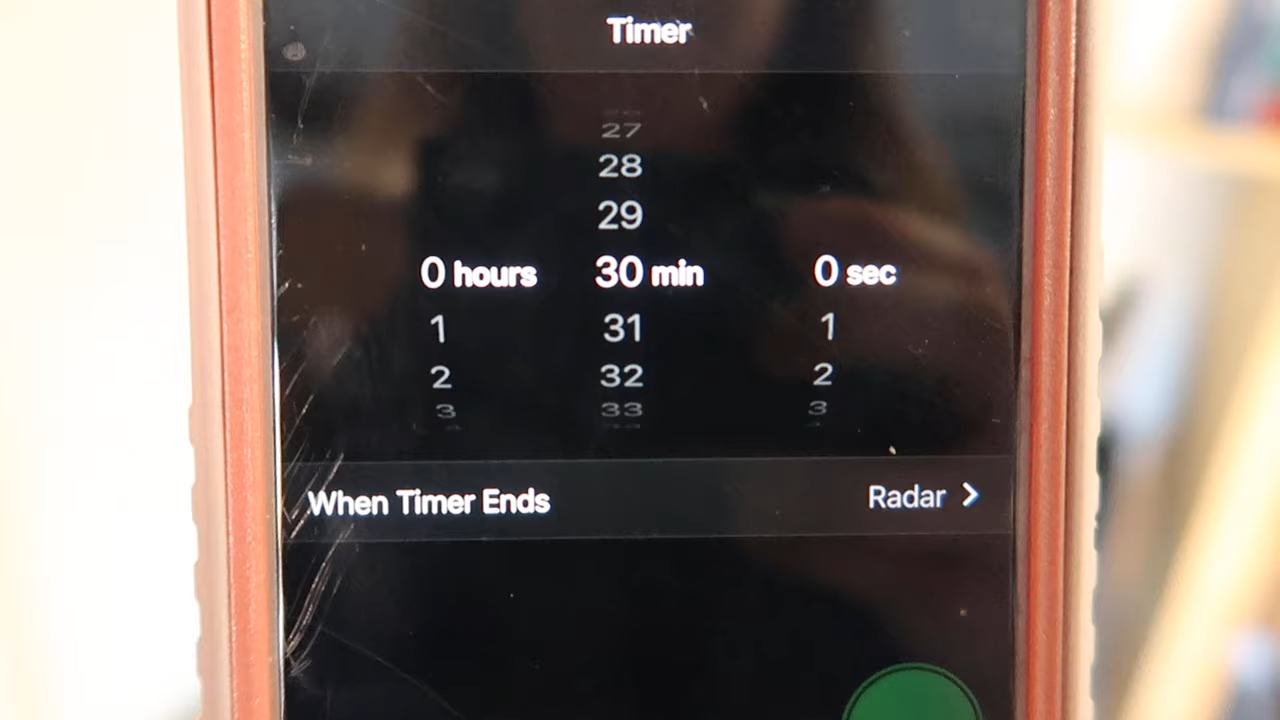 Timer
27
28
29
0 hours 30 min 0 sec
1 31 1
2 32 2
3 33 3
When Timer Ends Radar